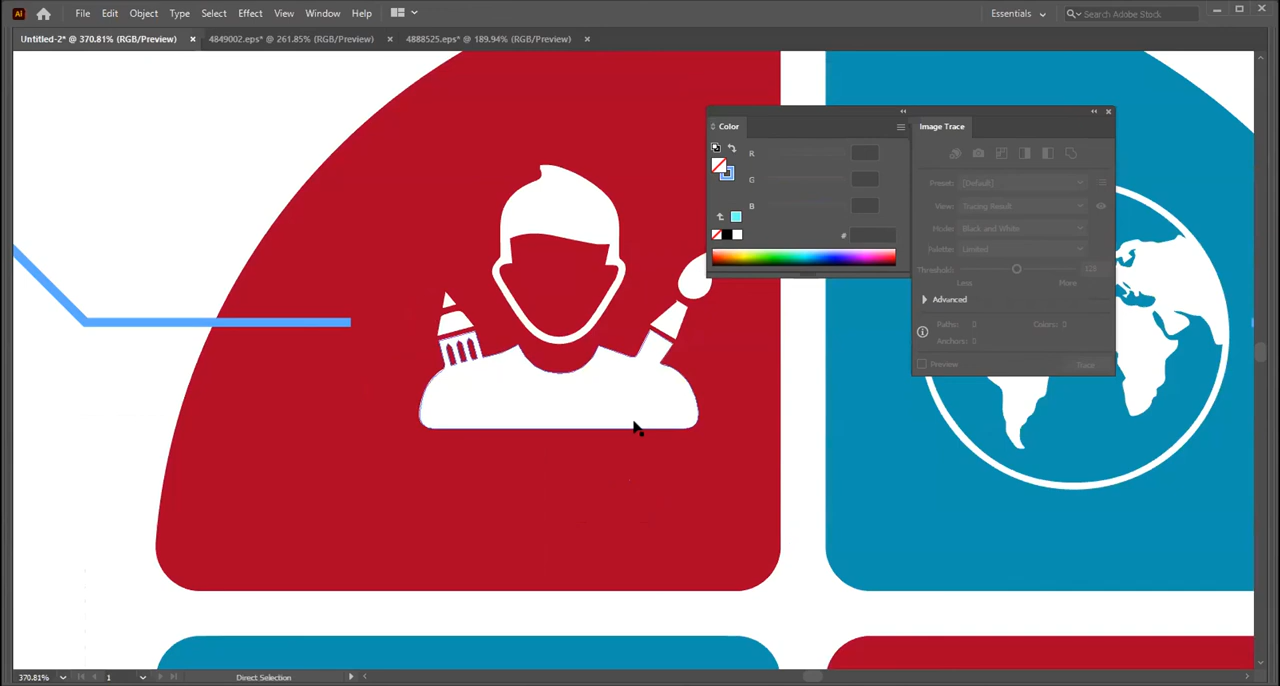 Ai File Edit Object Type Select Effect View Window Help Essentials Search Adobe Stock
Untitled-2* @ 370.81% (RGB/Preview) × 4849002.eps* @ 261.85% (RGB/Preview) × 4888525.eps* @ 189.94% (RGB/Preview) ×
Color
R
G
B
#
Image Trace
Preset: [Default]
View: Tracing Result
Mode: Black and White
Palette: Limited
Threshold: 128
Less More
Advanced
Paths: 0 Colors: 0
Anchors: 0
Preview Trace
370.81% 1 Direct Selection